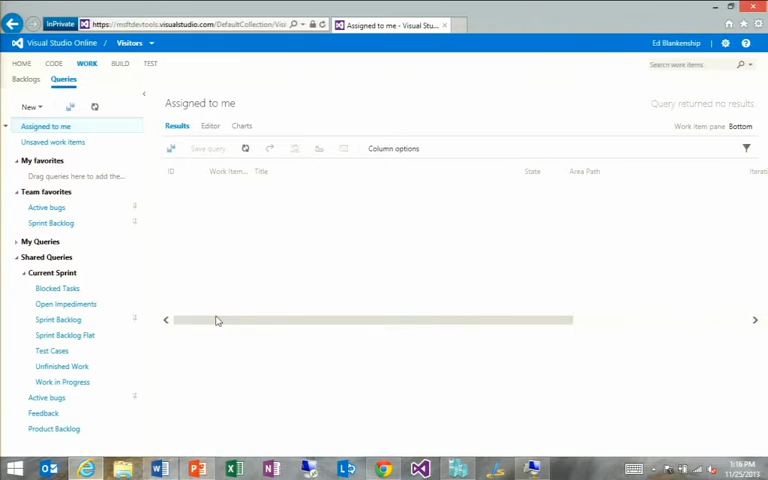 InPrivate https://msftdevtools.visualstudio.com/DefaultCollection/Visi
Assigned to me - Visual Stu...
Visual Studio Online / Visitors
Ed Blankenship
HOME CODE WORK BUILD TEST
Search work items
Backlogs Queries
New
Assigned to me
Query returned no results.
Assigned to me
Results Editor Charts
Work item pane Bottom
Unsaved work items
Save query Column options
My favorites
Drag queries here to add the...
ID Work Item... Title State Area Path Iterati
Team favorites
Active bugs
Sprint Backlog
My Queries
Shared Queries
Current Sprint
Blocked Tasks
Open Impediments
Sprint Backlog
Sprint Backlog Flat
Test Cases
Unfinished Work
Work in Progress
Active bugs
Feedback
Product Backlog
1:16 PM
11/25/2013